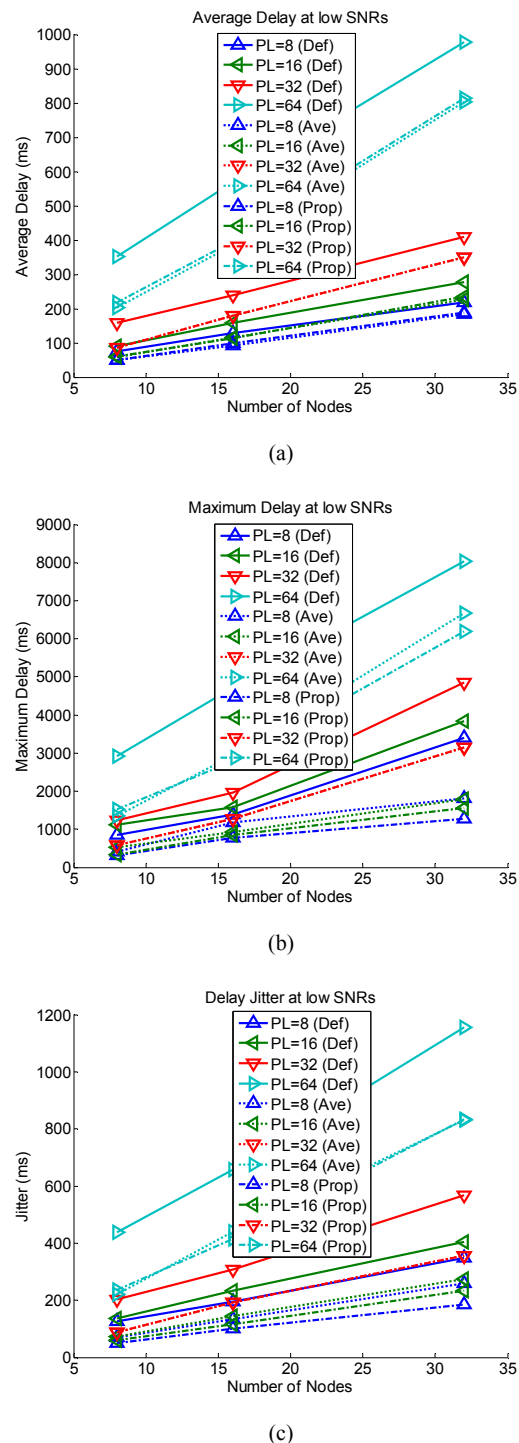 Average Delay at low SNRs
1000
900
800
700
600
500
400
300
200
100
0
Average Delay (ms)
PL=8 (Def)
PL=16 (Def)
PL=32 (Def)
PL=64 (Def)
PL=8 (Ave)
PL=16 (Ave)
PL=32 (Ave)
PL=64 (Ave)
PL=8 (Prop)
PL=16 (Prop)
PL=32 (Prop)
PL=64 (Prop)
5 10 15 20 25 30 35
Number of Nodes
(a)
Maximum Delay at low SNRs
9000
8000
7000
6000
5000
4000
3000
2000
1000
0
Maximum Delay (ms)
PL=8 (Def)
PL=16 (Def)
PL=32 (Def)
PL=64 (Def)
PL=8 (Ave)
PL=16 (Ave)
PL=32 (Ave)
PL=64 (Ave)
PL=8 (Prop)
PL=16 (Prop)
PL=32 (Prop)
PL=64 (Prop)
5 10 15 20 25 30 35
Number of Nodes
(b)
Delay Jitter at low SNRs
1200
1000
800
600
400
200
0
Jitter (ms)
PL=8 (Def)
PL=16 (Def)
PL=32 (Def)
PL=64 (Def)
PL=8 (Ave)
PL=16 (Ave)
PL=32 (Ave)
PL=64 (Ave)
PL=8 (Prop)
PL=16 (Prop)
PL=32 (Prop)
PL=64 (Prop)
5 10 15 20 25 30 35
Number of Nodes
(c)